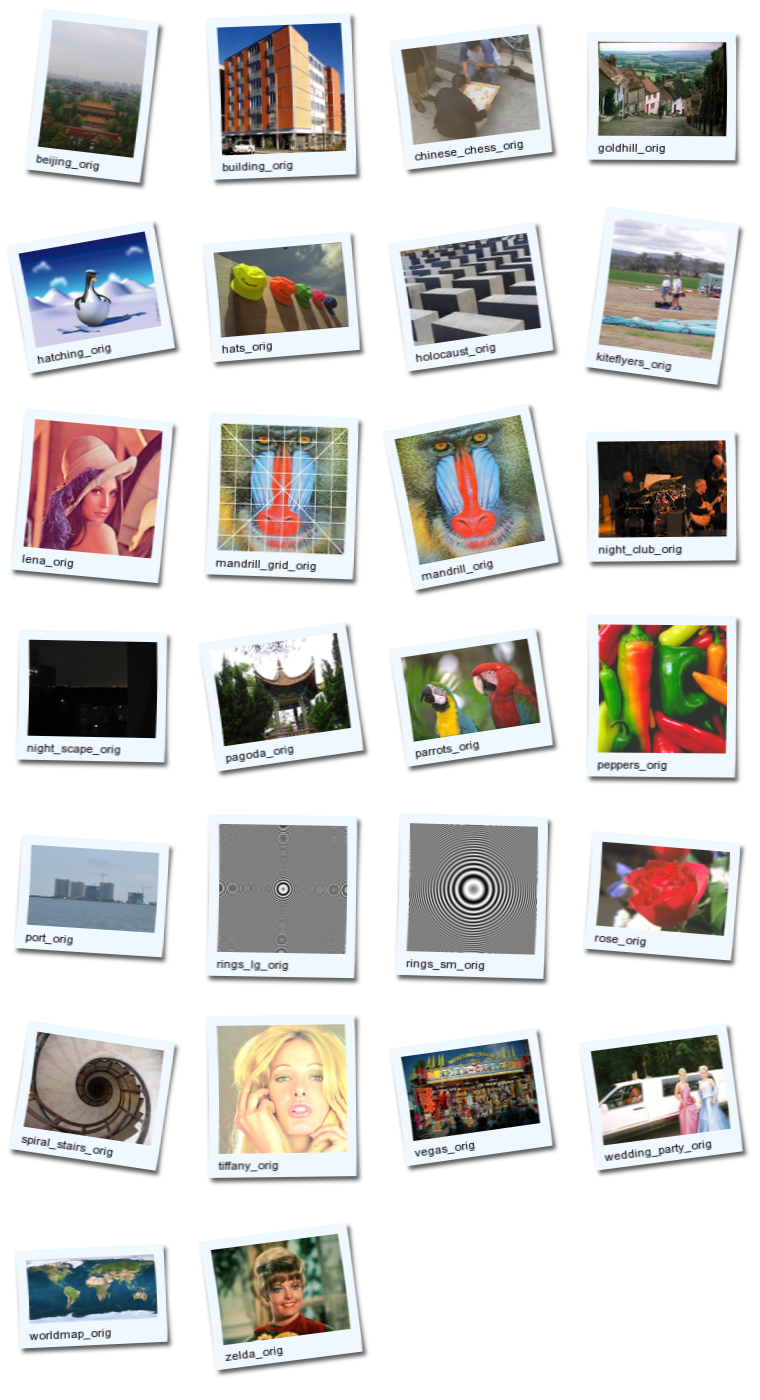 beijing_orig
building_orig
chinese_chess_orig
goldhill_orig
hatching_orig
hats_orig
holocaust_orig
kiteflyers_orig
lena_orig
mandrill_grid_orig
mandrill_orig
night_club_orig
night_scape_orig
pagoda_orig
parrots_orig
peppers_orig
port_orig
rings_lg_orig
rings_sm_orig
rose_orig
spiral_stairs_orig
tiffany_orig
vegas_orig
wedding_party_orig
worldmap_orig
zelda_orig